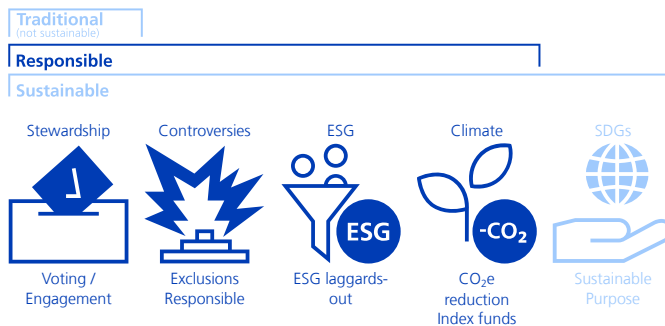 Traditional
(not sustainable)
Responsible
Sustainable
Stewardship
Controversies
ESG
Climate
SDGs
ESG
-CO₂
Voting /
Engagement
Exclusions
Responsible
ESG laggards-
out
CO₂e
reduction
Index funds
Sustainable
Purpose